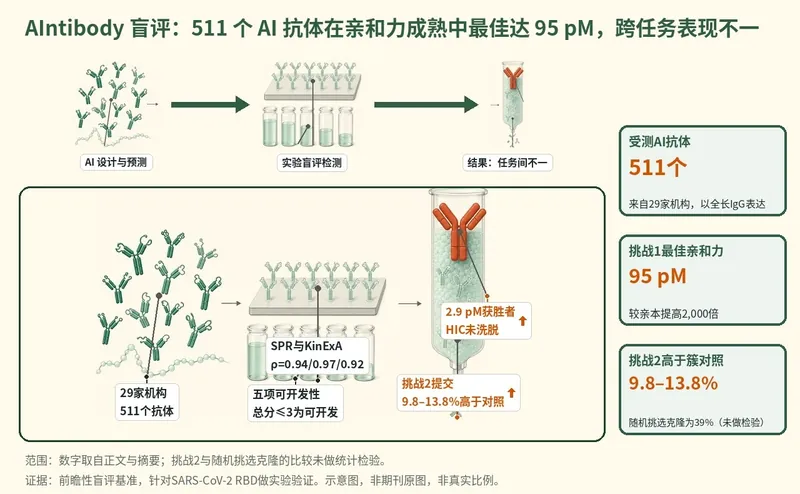 AIntibody 盲评：511 个 AI 抗体在亲和力成熟中最佳达 95 pM，跨任务表现不一
AI 设计与预测
实验盲评检测
结果：任务间不一
29家机构
511个抗体
SPR与KinExA
ρ=0.94/0.97/0.92
五项可开发性
总分≤3为可开发
2.9 pM获胜者
HIC未洗脱
挑战2提交
9.8–13.8%高于对照
受测AI抗体
511个
来自29家机构，以全长IgG表达
挑战1最佳亲和力
95 pM
较亲本提高2,000倍
挑战2高于簇对照
9.8–13.8%
随机挑选克隆为39%（未做检验）
范围：数字取自正文与摘要；挑战2与随机挑选克隆的比较未做统计检验。
证据：前瞻性盲评基准，针对SARS-CoV-2 RBD做实验验证。示意图，非期刊原图，非真实比例。